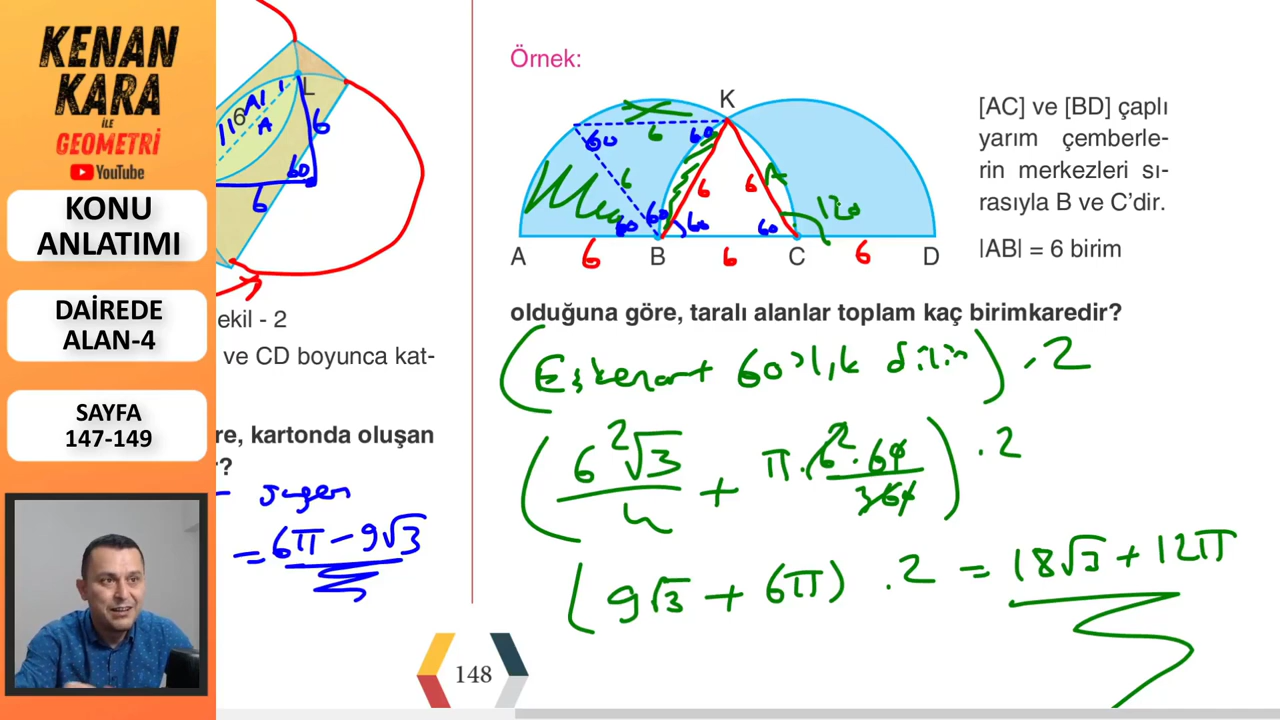 KENAN
KARA
İLE
GEOMETRİ
YouTube
KONU
ANLATIMI
DAİREDE
ALAN-4
SAYFA
147-149
L
6
A
6
A
60
6
6
ekil - 2
ve CD boyunca kat-
re, kartonda oluşan
r?
= 6π - 9√3
Örnek:
K
60
6
60
6
6
6
60
60
60
60
120
A
B
C
D
6
6
6
[AC] ve [BD] çaplı
yarım çemberle-
rin merkezleri sı-
rasıyla B ve C'dir.
|AB| = 6 birim
olduğuna göre, taralı alanlar toplam kaç birimkaredir?
(Eşkenar + 60'lık dilim) . 2
(6²√3 / 4 + π.6².60 / 360) . 2
(9√3 + 6π) . 2 = 18√3 + 12π
148